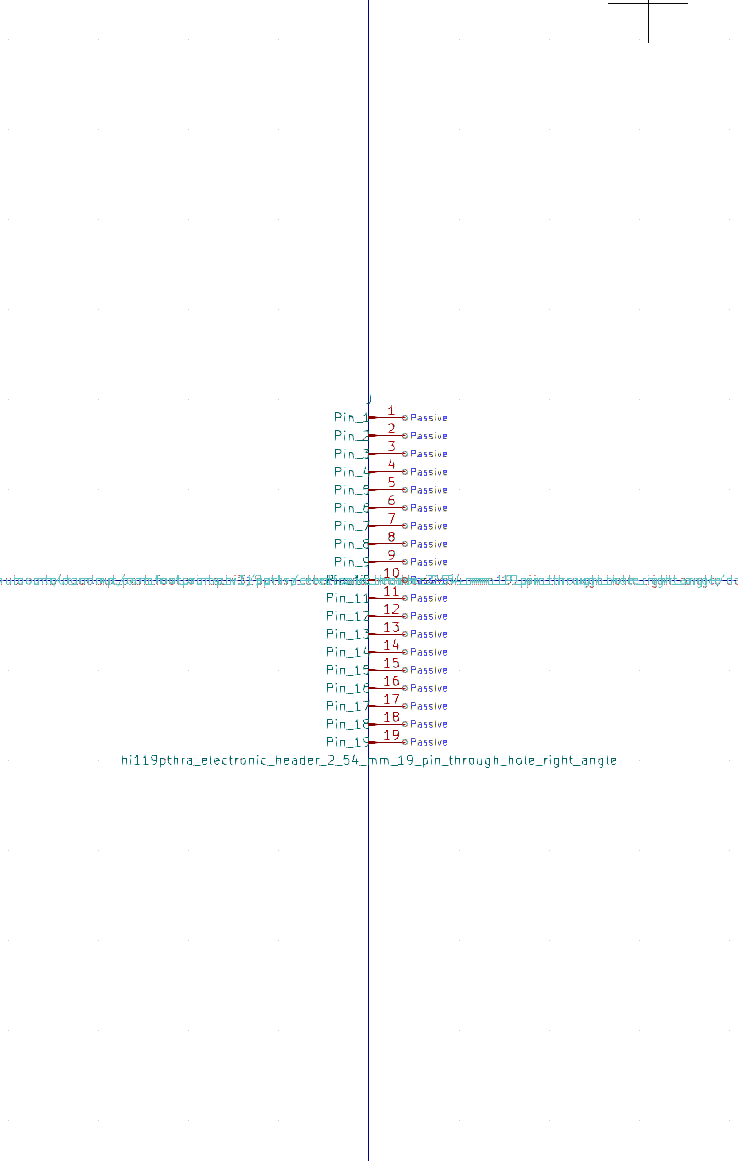 J
Pin_1 1 Passive
Pin_2 2 Passive
Pin_3 3 Passive
Pin_4 4 Passive
Pin_5 5 Passive
Pin_6 6 Passive
Pin_7 7 Passive
Pin_8 8 Passive
Pin_9 9 Passive
10
Pin_11 11 Passive
Pin_12 12 Passive
Pin_13 13 Passive
Pin_14 14 Passive
Pin_15 15 Passive
Pin_16 16 Passive
Pin_17 17 Passive
Pin_18 18 Passive
Pin_19 19 Passive
hi119pthra_electronic_header_2_54_mm_19_pin_through_hole_right_angle